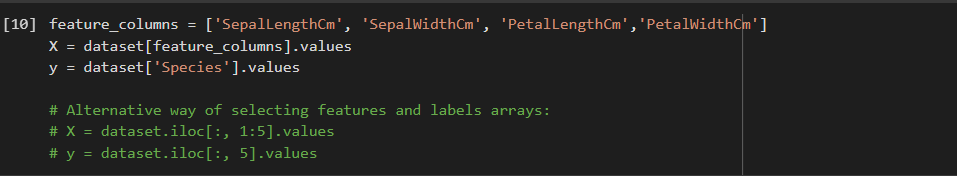 [10] feature_columns = ['SepalLengthCm', 'SepalWidthCm', 'PetalLengthCm','PetalWidthCm']
X = dataset[feature_columns].values
y = dataset['Species'].values
# Alternative way of selecting features and labels arrays:
# X = dataset.iloc[:, 1:5].values
# y = dataset.iloc[:, 5].values